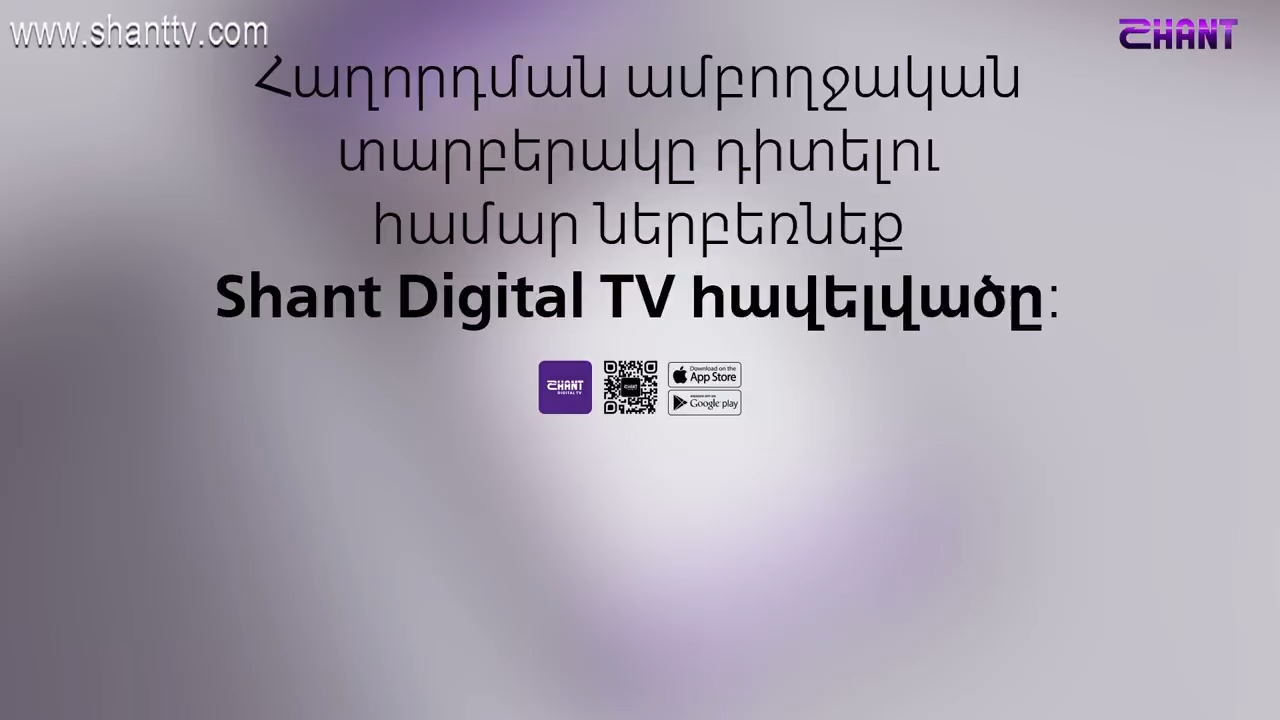 www.shanttv.com
SHANT
Հաղորդման ամբողջական
տարբերակը դիտելու
համար ներբեռնեք
Shant Digital TV հավելվածը:
SHANT
DIGITAL TV
SHANT
Download on the
App Store
Google play